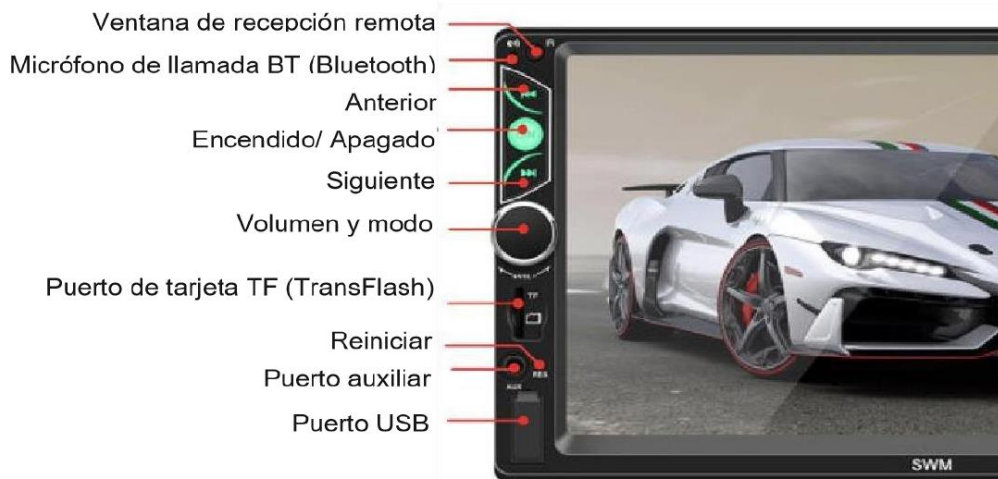 Ventana de recepción remota
Micrófono de llamada BT (Bluetooth)
Anterior
Encendido/ Apagado
Siguiente
Volumen y modo
Puerto de tarjeta TF (TransFlash)
TF
Reiniciar
RES
Puerto auxiliar
AUX
Puerto USB
SWM